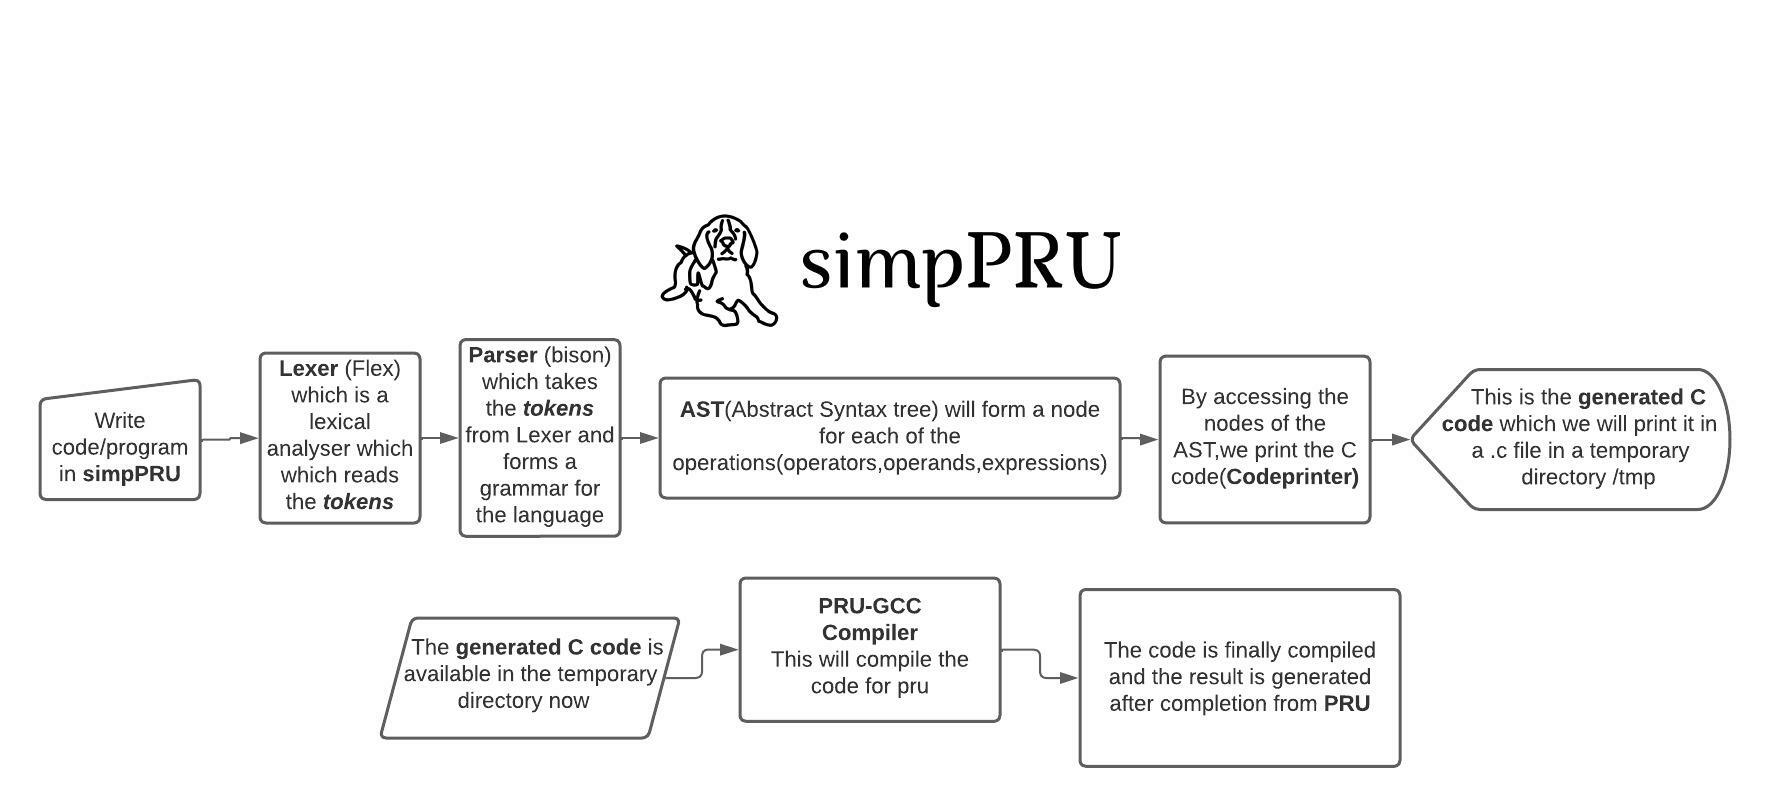 simpPRU
Write
code/program
in simpPRU
Lexer (Flex)
which is a
lexical
analyser which
which reads
the tokens
Parser (bison)
which takes
the tokens
from Lexer and
forms a
grammar for
the language
AST(Abstract Syntax tree) will form a node
for each of the
operations(operators,operands,expressions)
By accessing the
nodes of the
AST,we print the C
code(Codeprinter)
This is the generated C
code which we will print it in
a .c file in a temporary
directory /tmp
The generated C code is
available in the temporary
directory now
PRU-GCC
Compiler
This will compile the
code for pru
The code is finally compiled
and the result is generated
after completion from PRU